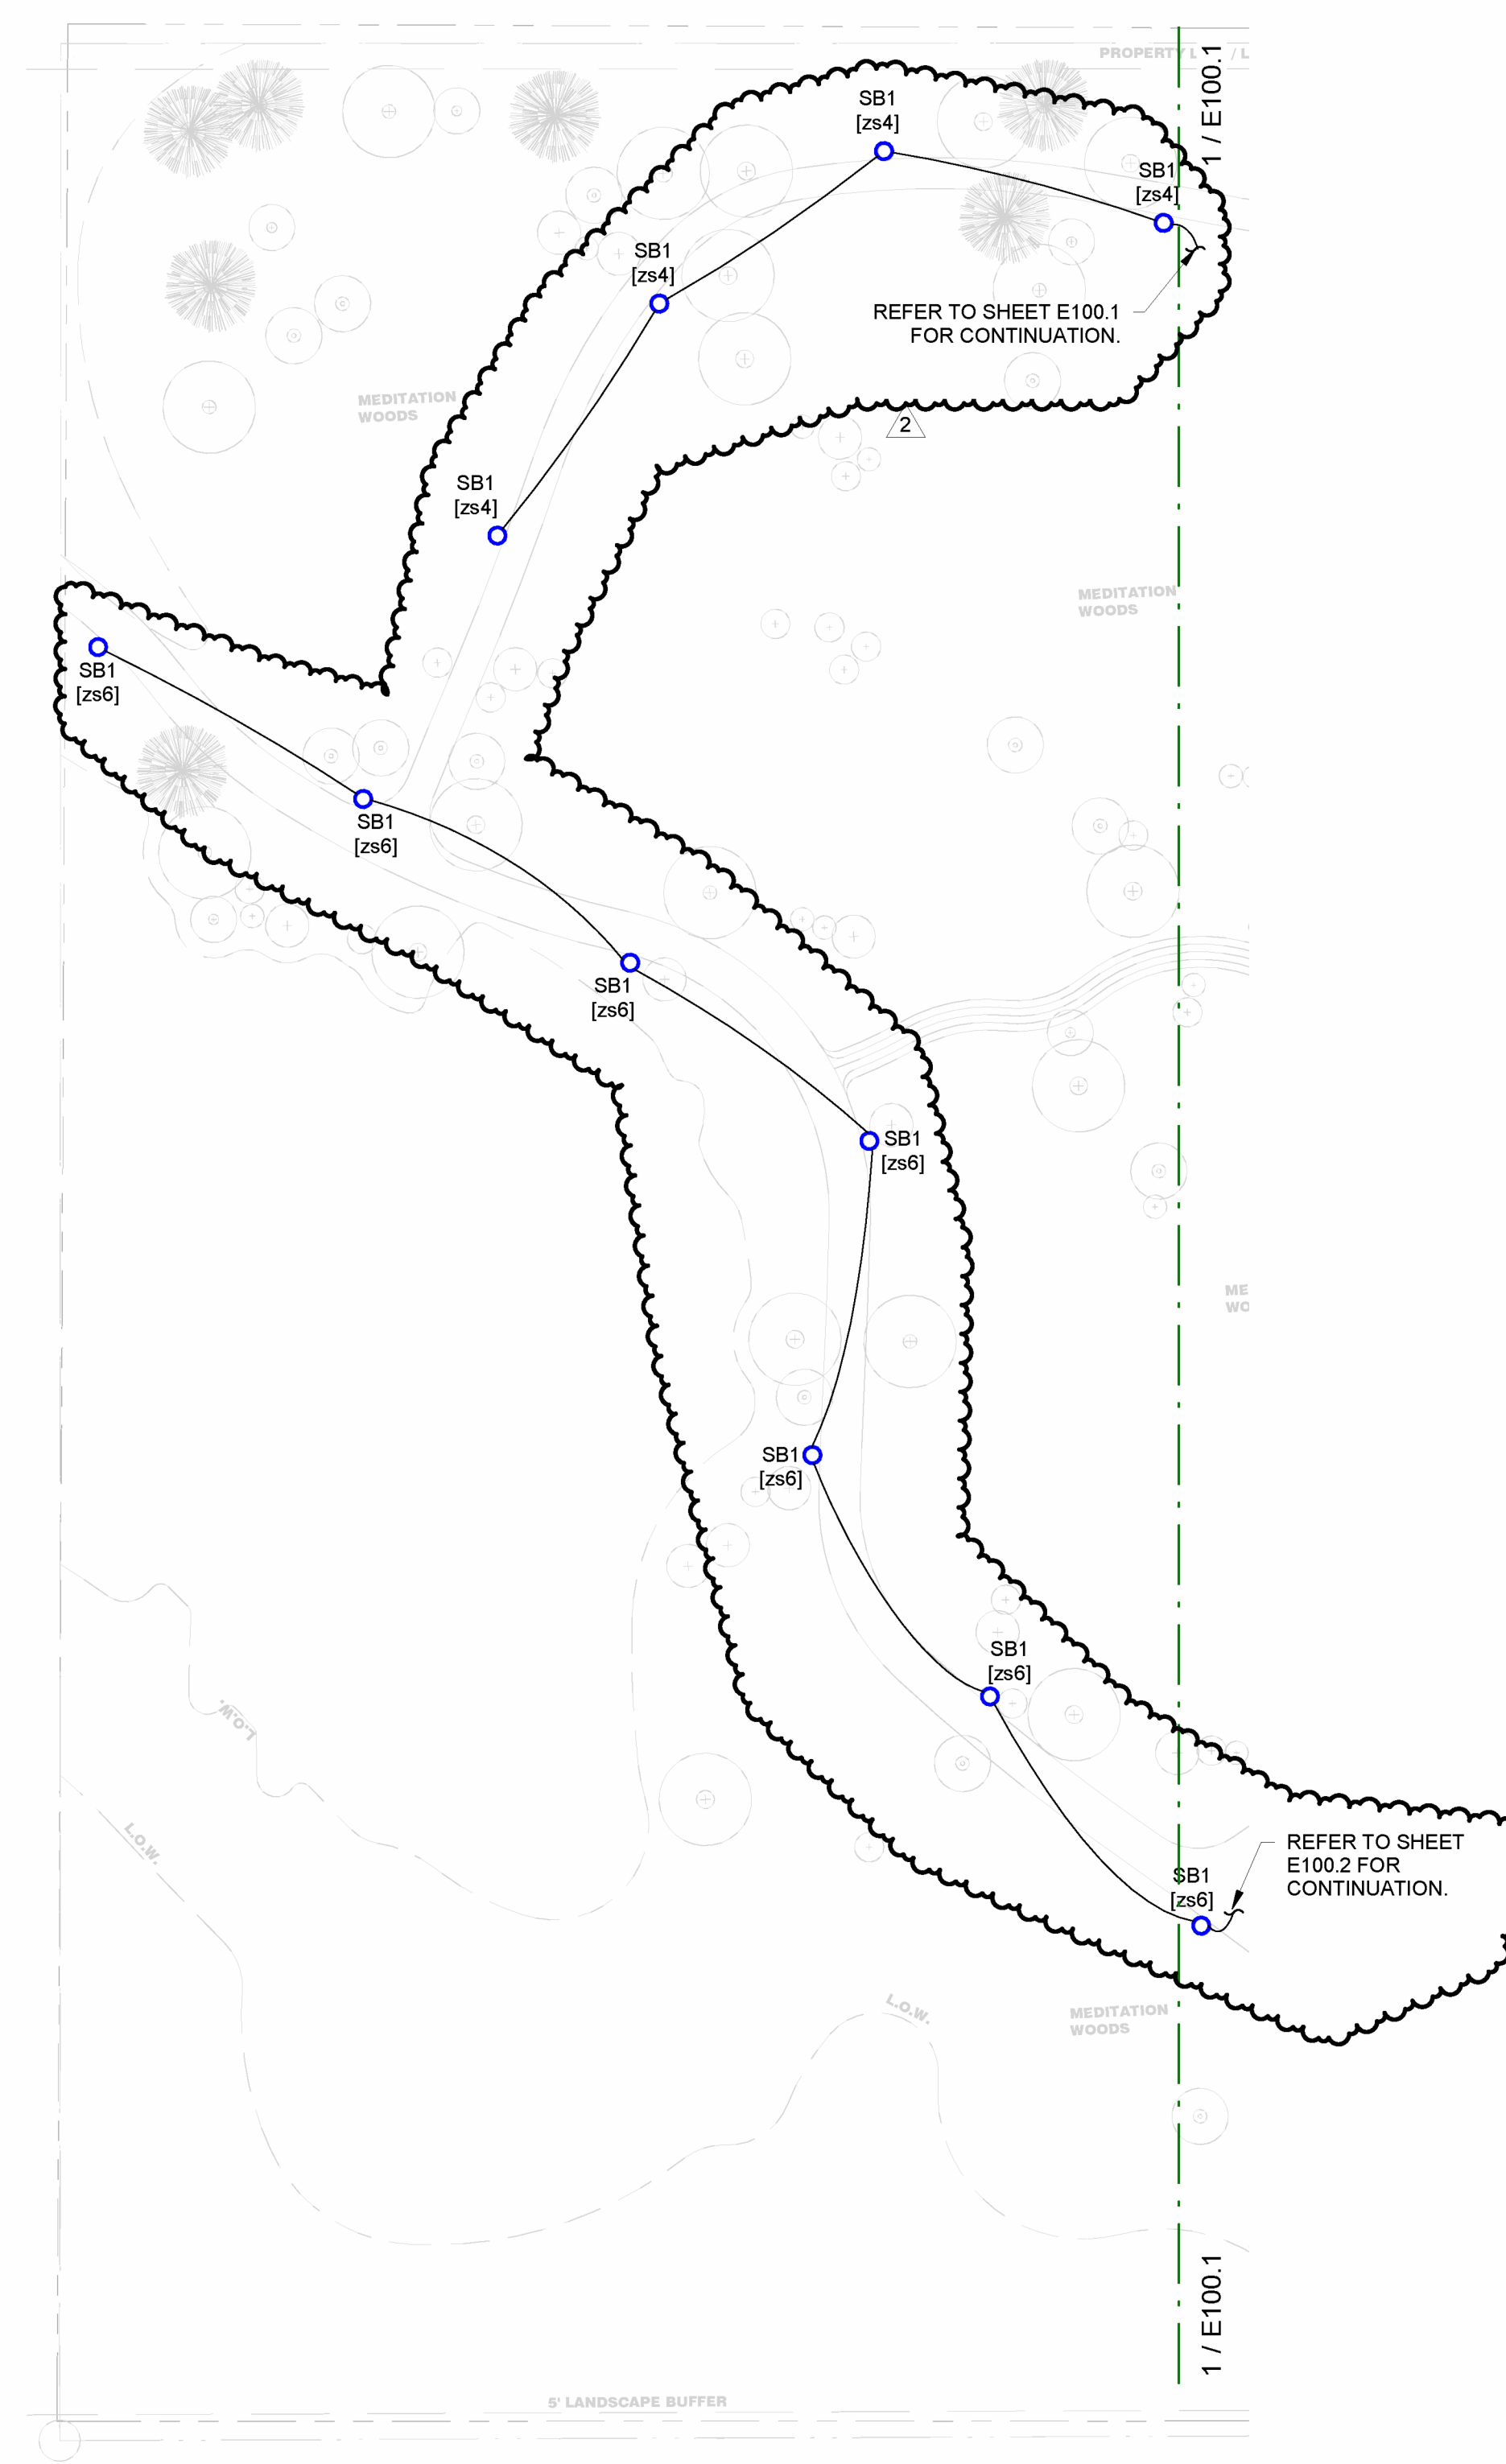 PROPERTY L / L
1 / E100.1
SB1
[zs4]
SB1
[zs4]
SB1
[zs4]
REFER TO SHEET E100.1
FOR CONTINUATION.
MEDITATION
WOODS
2
SB1
[zs4]
MEDITATION
WOODS
SB1
[zs6]
SB1
[zs6]
SB1
[zs6]
SB1
[zs6]
ME
WO
SB1
[zs6]
SB1
[zs6]
L.O.W.
L.O.W.
REFER TO SHEET
E100.2 FOR
CONTINUATION.
SB1
[zs6]
L.O.W.
MEDITATION
WOODS
1 / E100.1
5' LANDSCAPE BUFFER